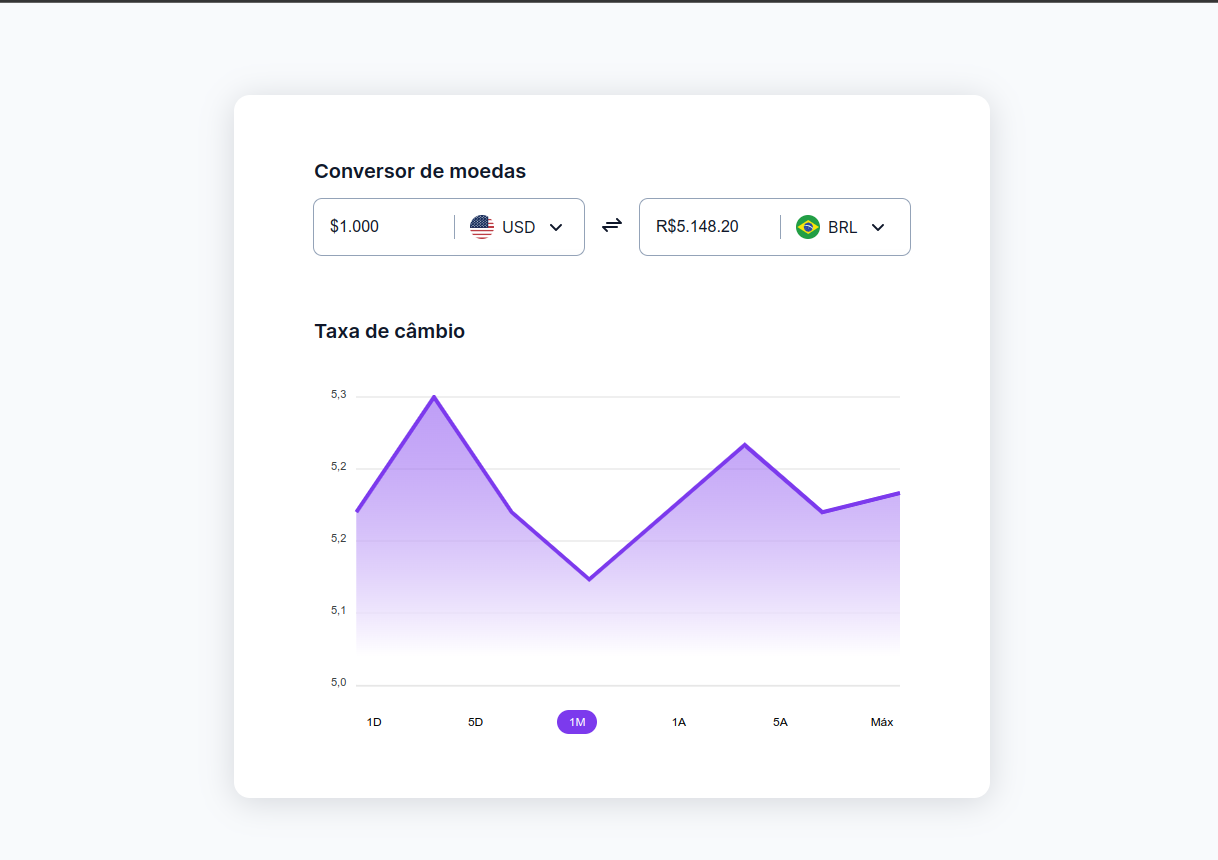 Conversor de moedas
$1.000 USD R$5.148.20 BRL
Taxa de câmbio
5,3
5,2
5,2
5,1
5,0
1D 5D 1M 1A 5A Máx